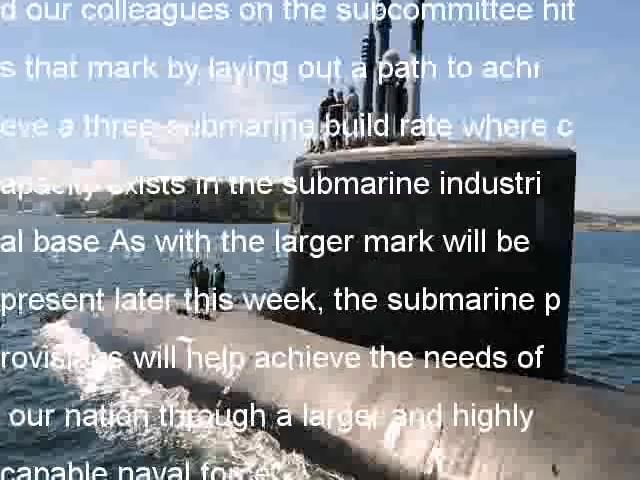 d our colleagues on the subcommittee hit
s that mark by laying out a path to achi
eve a three-submarine build rate where c
apacity exists in the submarine industri
al base As with the larger mark will be
present later this week, the submarine p
rovisions will help achieve the needs of
our nation through a larger and highly
capable naval force